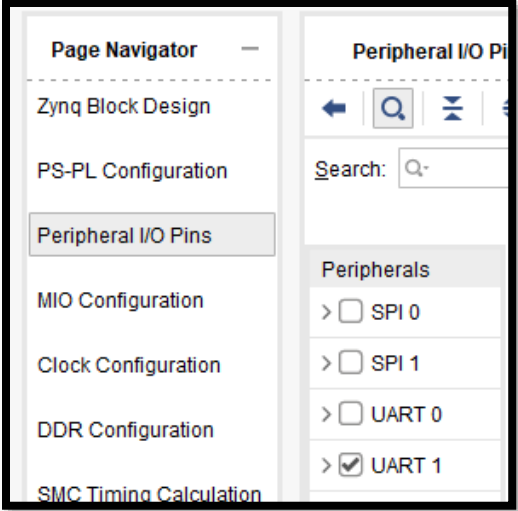 Page Navigator
Zynq Block Design
PS-PL Configuration
Peripheral I/O Pins
MIO Configuration
Clock Configuration
DDR Configuration
SMC Timing Calculation
Peripheral I/O Pi
Search:
Peripherals
SPI 0
SPI 1
UART 0
UART 1